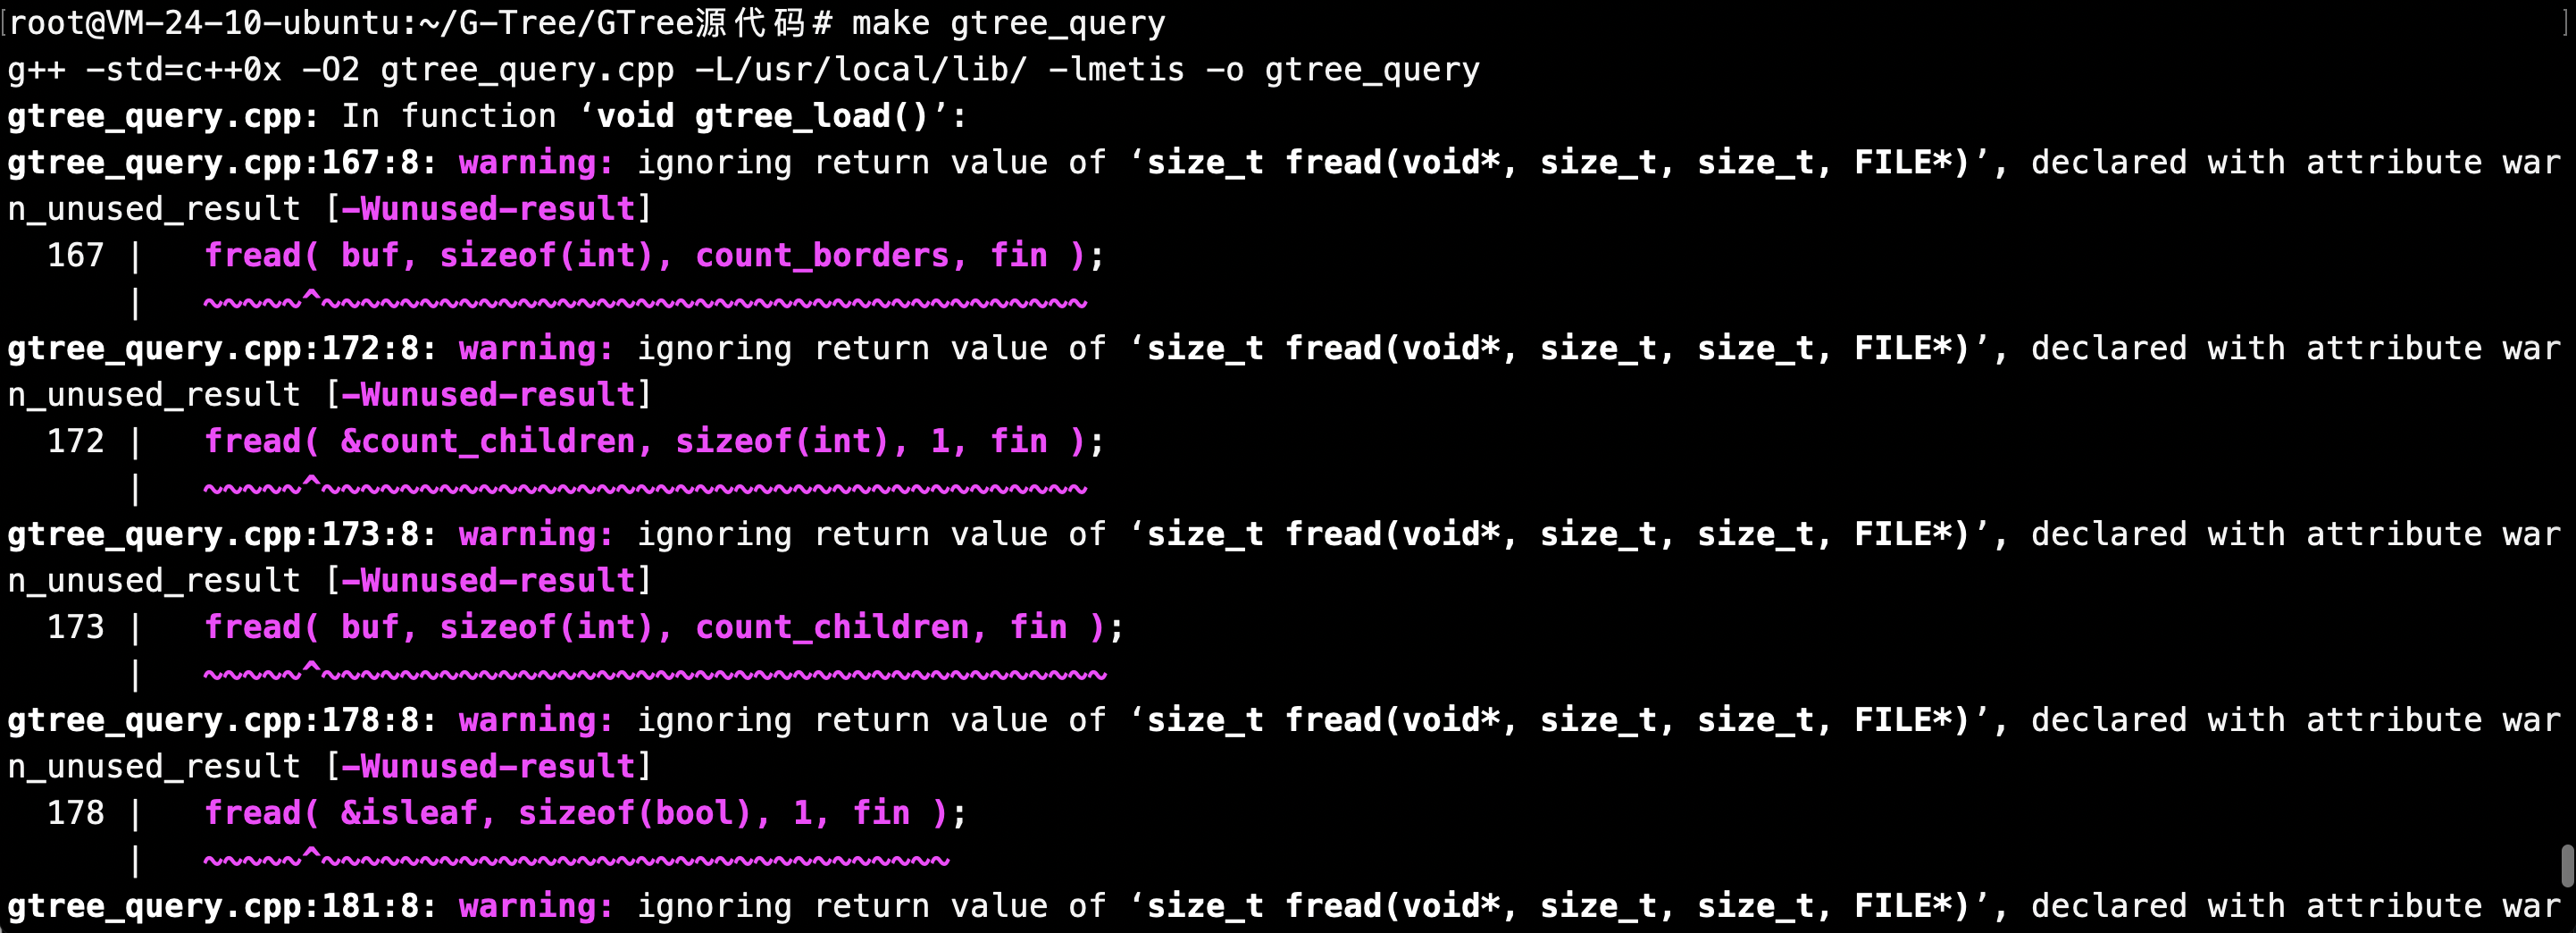 [root@VM-24-10-ubuntu:~/G-Tree/GTree源代码# make gtree_query ]
g++ -std=c++0x -O2 gtree_query.cpp -L/usr/local/lib/ -lmetis -o gtree_query
gtree_query.cpp: In function ‘void gtree_load()’:
gtree_query.cpp:167:8: warning: ignoring return value of ‘size_t fread(void*, size_t, size_t, FILE*)’, declared with attribute war
n_unused_result [-Wunused-result]
  167 |   fread( buf, sizeof(int), count_borders, fin );
      |   ~~~~~^~~~~~~~~~~~~~~~~~~~~~~~~~~~~~~~~~~~~~~~
gtree_query.cpp:172:8: warning: ignoring return value of ‘size_t fread(void*, size_t, size_t, FILE*)’, declared with attribute war
n_unused_result [-Wunused-result]
  172 |   fread( &count_children, sizeof(int), 1, fin );
      |   ~~~~~^~~~~~~~~~~~~~~~~~~~~~~~~~~~~~~~~~~~~~~~
gtree_query.cpp:173:8: warning: ignoring return value of ‘size_t fread(void*, size_t, size_t, FILE*)’, declared with attribute war
n_unused_result [-Wunused-result]
  173 |   fread( buf, sizeof(int), count_children, fin );
      |   ~~~~~^~~~~~~~~~~~~~~~~~~~~~~~~~~~~~~~~~~~~~~~~
gtree_query.cpp:178:8: warning: ignoring return value of ‘size_t fread(void*, size_t, size_t, FILE*)’, declared with attribute war
n_unused_result [-Wunused-result]
  178 |   fread( &isleaf, sizeof(bool), 1, fin );
      |   ~~~~~^~~~~~~~~~~~~~~~~~~~~~~~~~~~~~~~~
gtree_query.cpp:181:8: warning: ignoring return value of ‘size_t fread(void*, size_t, size_t, FILE*)’, declared with attribute war